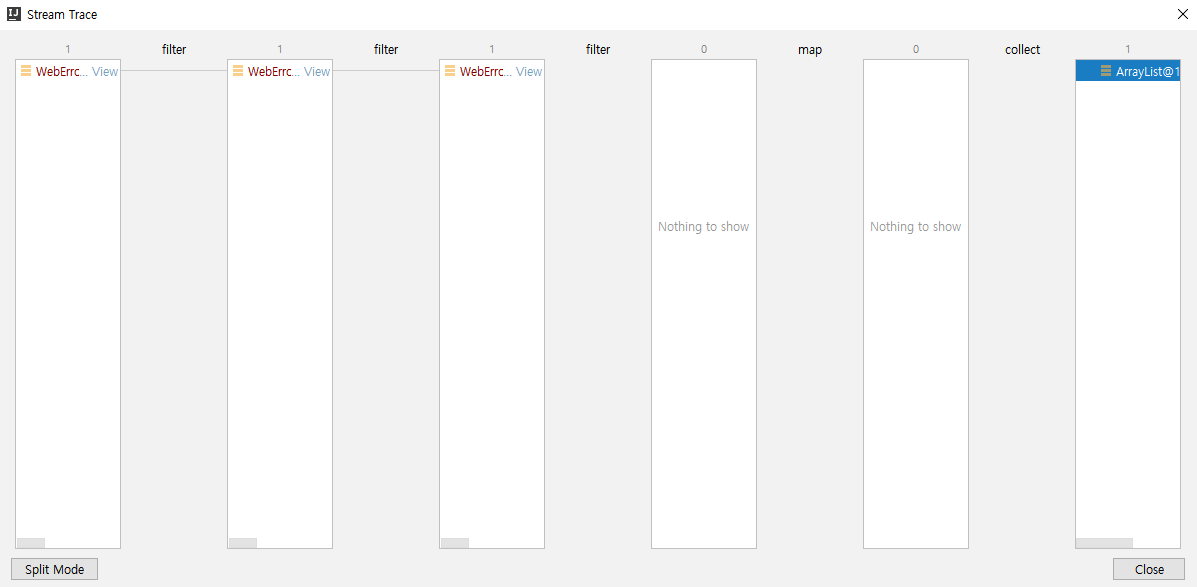 IJ Stream Trace
1 filter 1 filter 1 filter 0 map 0 collect 1
WebErrc... View WebErrc... View WebErrc... View ArrayList@1
Nothing to show Nothing to show
Split Mode Close